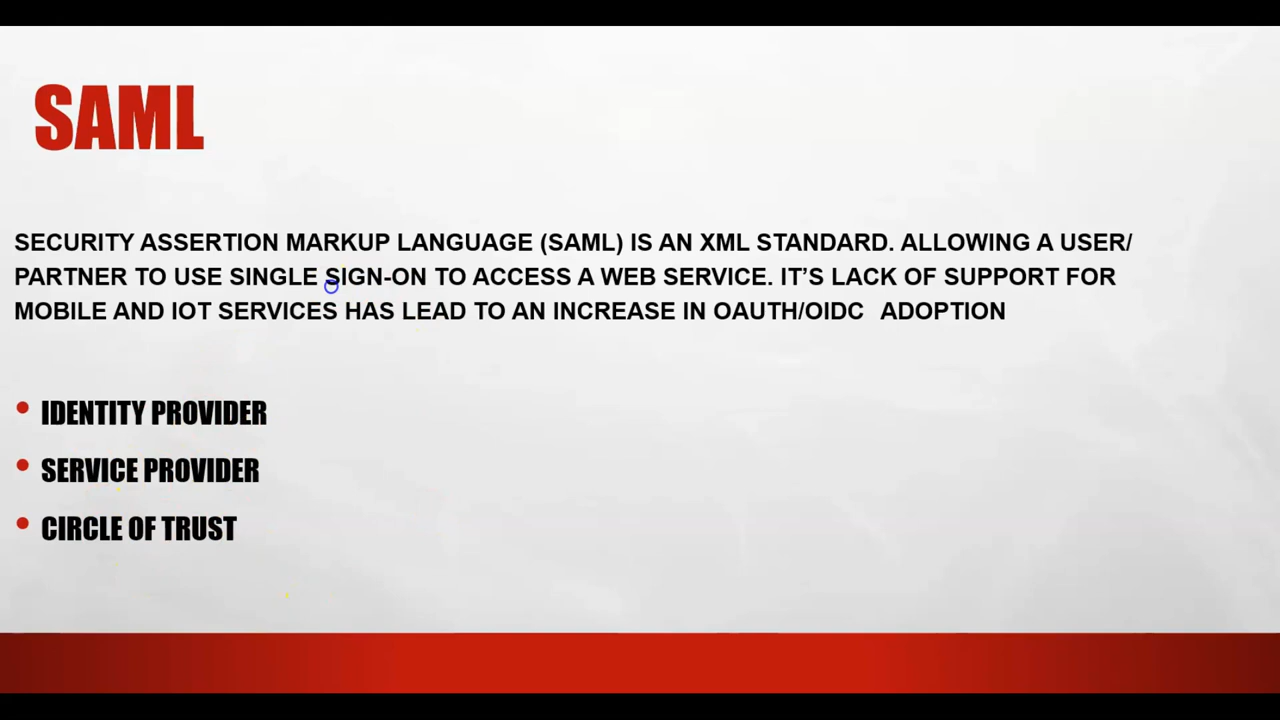 SAML
SECURITY ASSERTION MARKUP LANGUAGE (SAML) IS AN XML STANDARD. ALLOWING A USER/
PARTNER TO USE SINGLE SIGN-ON TO ACCESS A WEB SERVICE. IT’S LACK OF SUPPORT FOR
MOBILE AND IOT SERVICES HAS LEAD TO AN INCREASE IN OAUTH/OIDC ADOPTION
• IDENTITY PROVIDER
• SERVICE PROVIDER
• CIRCLE OF TRUST